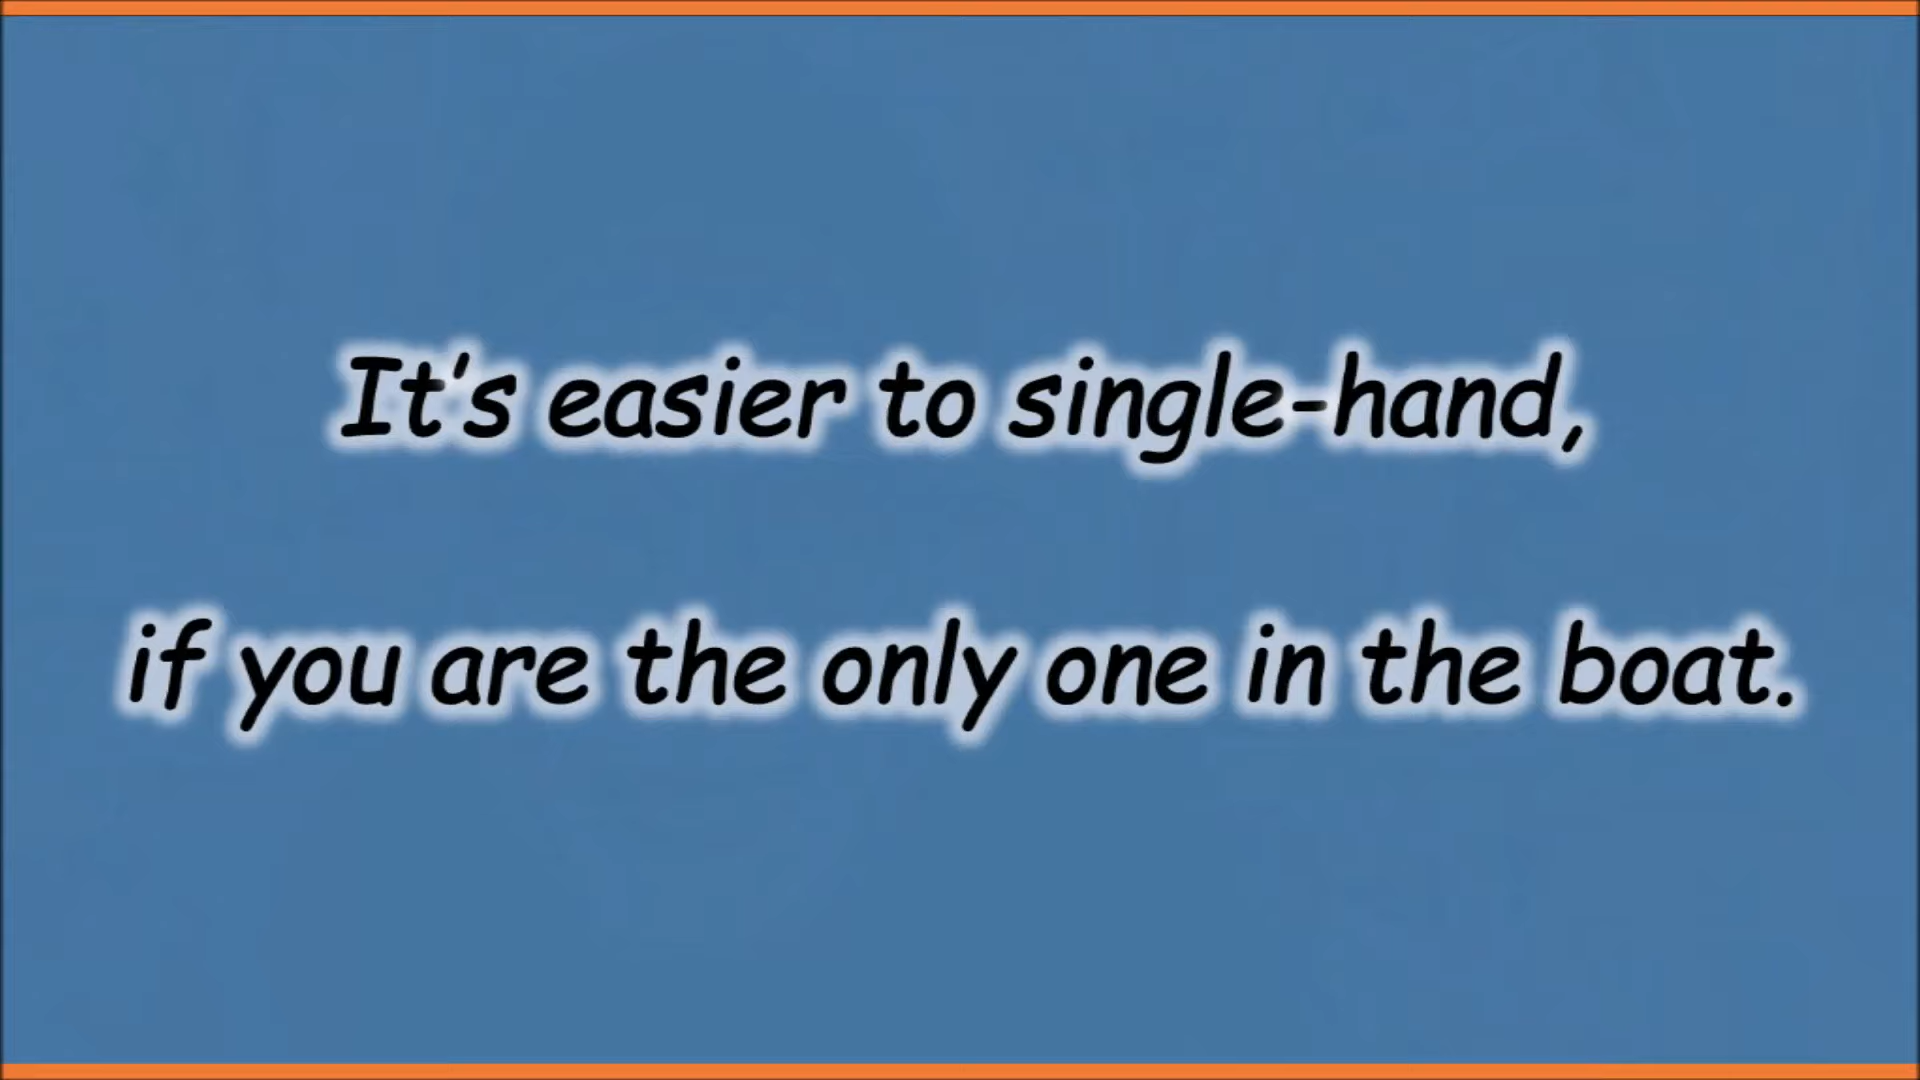 It’s easier to single-hand,
if you are the only one in the boat.